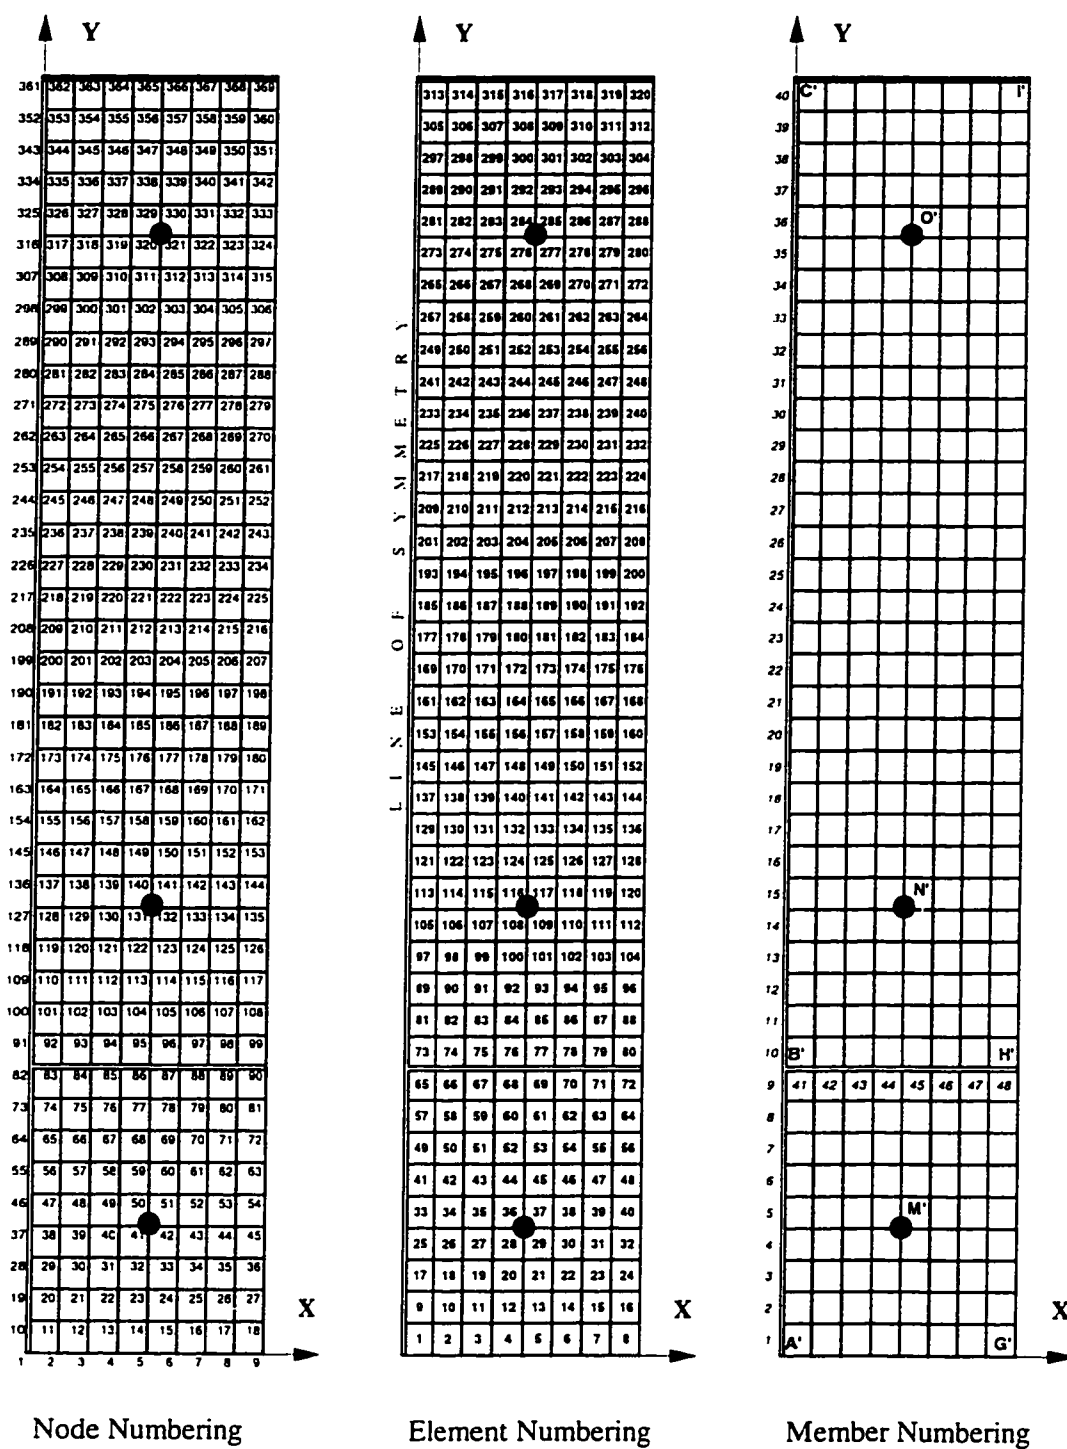 Y
361 362 363 364 365 366 367 368 369
352 353 354 355 356 357 358 359 360
343 344 345 346 347 348 349 350 351
334 335 336 337 338 339 340 341 342
325 326 327 328 329 330 331 332 333
316 317 318 319 320 321 322 323 324
307 308 309 310 311 312 313 314 315
298 299 300 301 302 303 304 305 306
289 290 291 292 293 294 295 296 297
280 281 282 283 284 285 286 287 288
271 272 273 274 275 276 277 278 279
262 263 264 265 266 267 268 269 270
253 254 255 256 257 258 259 260 261
244 245 246 247 248 249 250 251 252
235 236 237 238 239 240 241 242 243
226 227 228 229 230 231 232 233 234
217 218 219 220 221 222 223 224 225
208 209 210 211 212 213 214 215 216
199 200 201 202 203 204 205 206 207
190 191 192 193 194 195 196 197 198
181 182 183 184 185 186 187 188 189
172 173 174 175 176 177 178 179 180
163 164 165 166 167 168 169 170 171
154 155 156 157 158 159 160 161 162
145 146 147 148 149 150 151 152 153
136 137 138 139 140 141 142 143 144
127 128 129 130 131 132 133 134 135
118 119 120 121 122 123 124 125 126
109 110 111 112 113 114 115 116 117
100 101 102 103 104 105 106 107 108
91 92 93 94 95 96 97 98 99
82 83 84 85 86 87 88 89 90
73 74 75 76 77 78 79 80 81
64 65 66 67 68 69 70 71 72
55 56 57 58 59 60 61 62 63
46 47 48 49 50 51 52 53 54
37 38 39 40 41 42 43 44 45
28 29 30 31 32 33 34 35 36
19 20 21 22 23 24 25 26 27
X
10 11 12 13 14 15 16 17 18
1 2 3 4 5 6 7 8 9
Node Numbering
Y
313 314 315 316 317 318 319 320
305 306 307 308 309 310 311 312
297 298 299 300 301 302 303 304
289 290 291 292 293 294 295 296
281 282 283 284 285 286 287 288
273 274 275 276 277 278 279 280
265 266 267 268 269 270 271 272
257 258 259 260 261 262 263 264
249 250 251 252 253 254 255 256
241 242 243 244 245 246 247 248
233 234 235 236 237 238 239 240
225 226 227 228 229 230 231 232
217 218 219 220 221 222 223 224
209 210 211 212 213 214 215 216
201 202 203 204 205 206 207 208
193 194 195 196 197 198 199 200
185 186 187 188 189 190 191 192
177 178 179 180 181 182 183 184
169 170 171 172 173 174 175 176
161 162 163 164 165 166 167 168
153 154 155 156 157 158 159 160
145 146 147 148 149 150 151 152
137 138 139 140 141 142 143 144
129 130 131 132 133 134 135 136
121 122 123 124 125 126 127 128
113 114 115 116 117 118 119 120
105 106 107 108 109 110 111 112
97 98 99 100 101 102 103 104
89 90 91 92 93 94 95 96
81 82 83 84 85 86 87 88
73 74 75 76 77 78 79 80
65 66 67 68 69 70 71 72
57 58 59 60 61 62 63 64
49 50 51 52 53 54 55 56
41 42 43 44 45 46 47 48
33 34 35 36 37 38 39 40
25 26 27 28 29 30 31 32
17 18 19 20 21 22 23 24
9 10 11 12 13 14 15 16
X
1 2 3 4 5 6 7 8
LINE OF SYMMETRY
Element Numbering
Y
40 C' I'
39
38
37
36 O'
35
34
33
32
31
30
29
28
27
26
25
24
23
22
21
20
19
18
17
16
15 N'
14
13
12
11
10 B' H'
9 41 42 43 44 45 46 47 48
8
7
6
5 M'
4
3
2
X
1 A' G'
Member Numbering